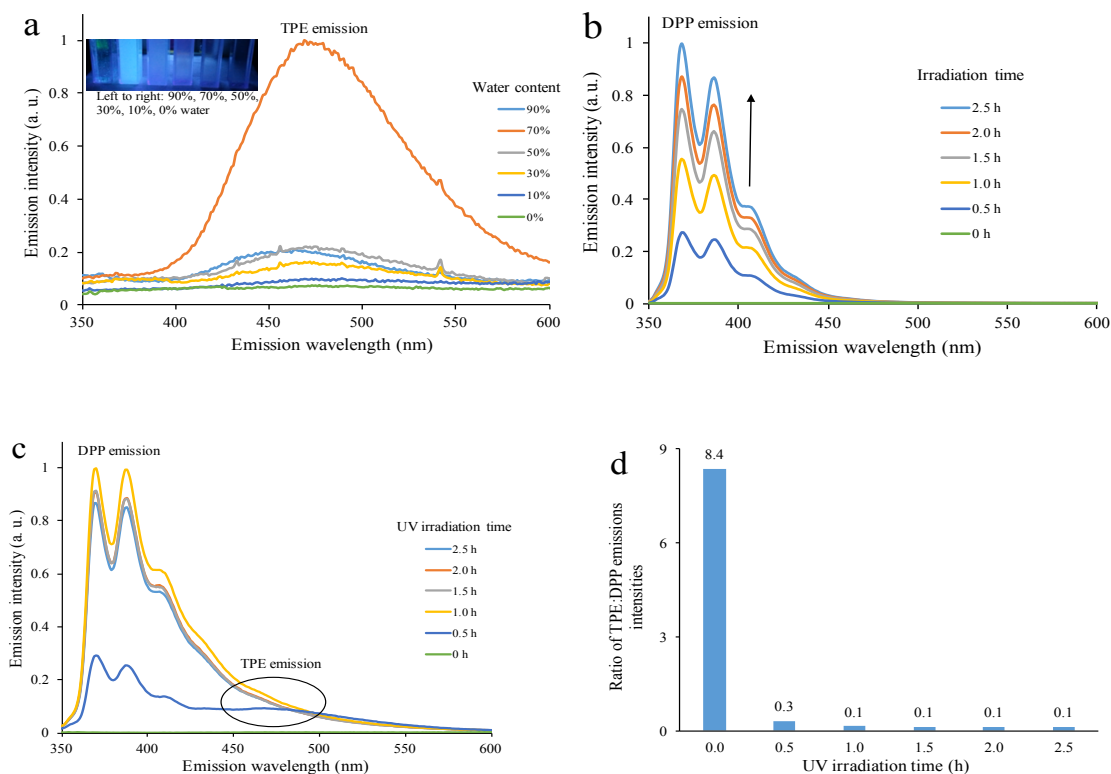 a
TPE emission
Left to right: 90%, 70%, 50%,
30%, 10%, 0% water
Water content
90%
70%
50%
30%
10%
0%
1
0.8
0.6
0.4
0.2
0
350
400
450
500
550
600
Emission wavelength (nm)
Emission intensity (a. u.)
b
DPP emission
Irradiation time
2.5 h
2.0 h
1.5 h
1.0 h
0.5 h
0 h
1
0.8
0.6
0.4
0.2
0
350
400
450
500
550
600
Emission wavelength (nm)
Emission intensity (a.u.)
c
DPP emission
TPE emission
UV irradiation time
2.5 h
2.0 h
1.5 h
1.0 h
0.5 h
0 h
1
0.8
0.6
0.4
0.2
0
350
400
450
500
550
600
Emission wavelength (nm)
Emission intensity (a. u.)
d
9
6
3
0
8.4
0.3
0.1
0.1
0.1
0.1
0.0
0.5
1.0
1.5
2.0
2.5
UV irradiation time (h)
Ratio of TPE:DPP emissions
intensities